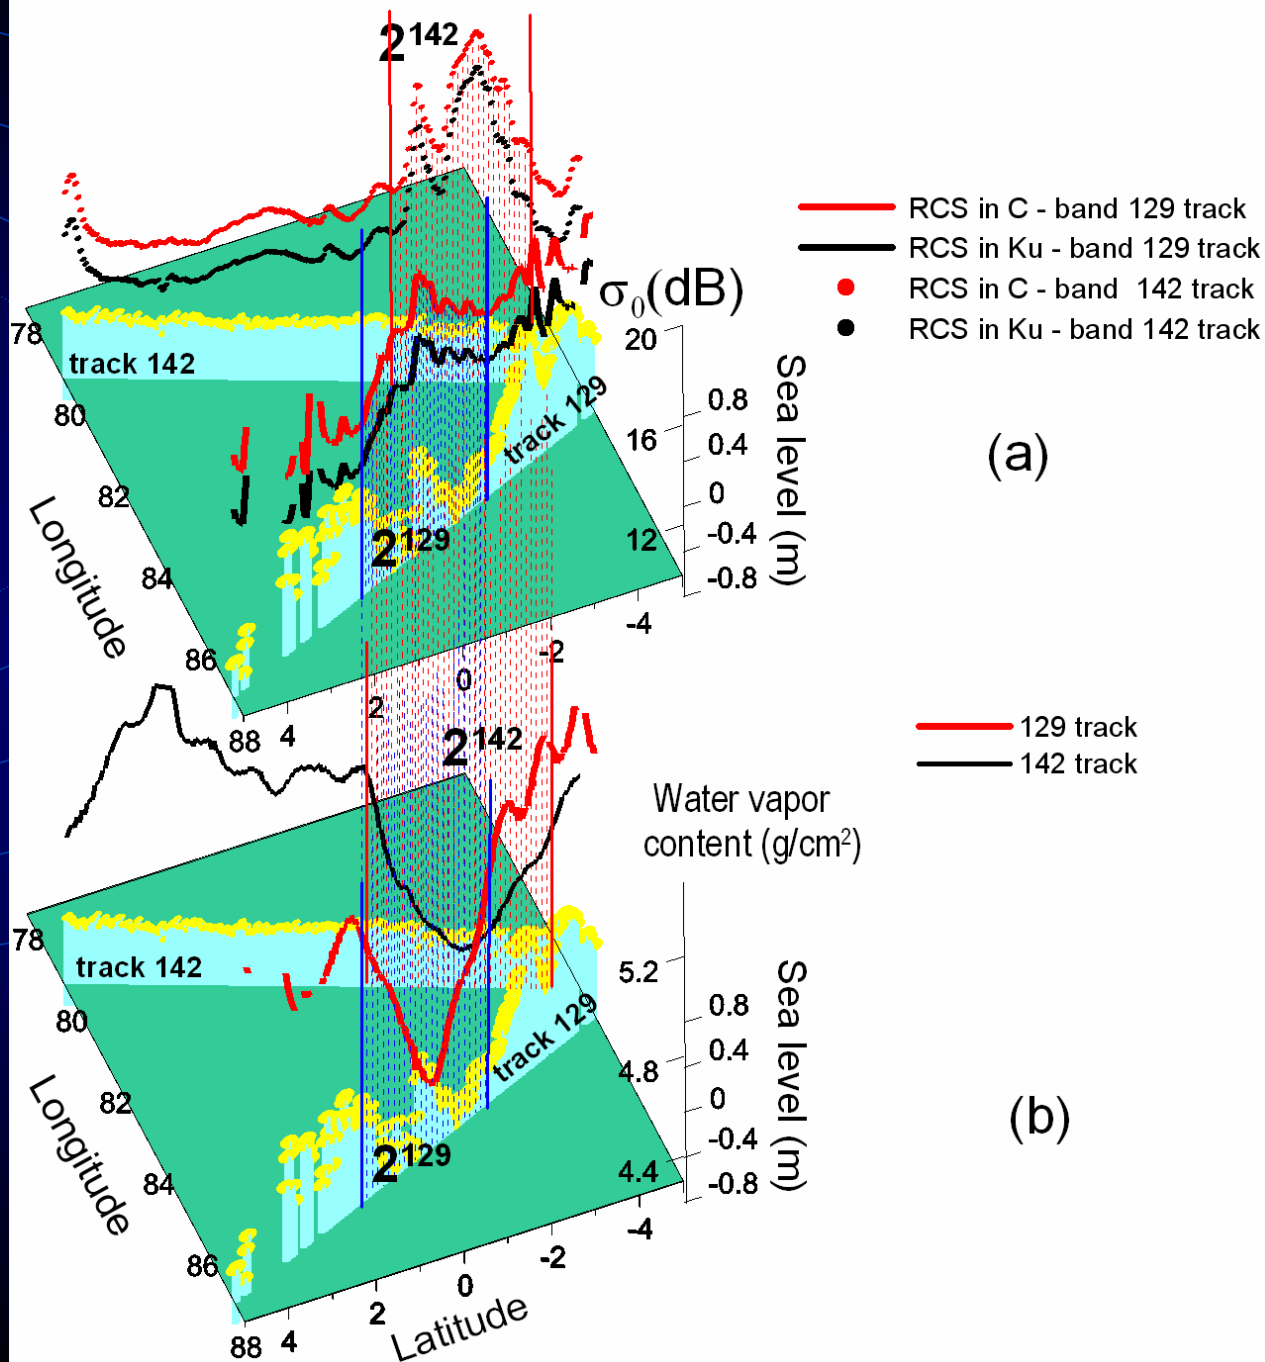 2¹⁴²
RCS in C - band 129 track
RCS in Ku - band 129 track
RCS in C - band 142 track
RCS in Ku - band 142 track
σ₀(dB)
78
track 142
20
80
track 129
0.8
16
0.4
(a)
82
0
12
-0.4
-0.8
2¹²⁹
Sea level (m)
Longitude
84
86
88
4
2
0
-2
-4
2¹⁴²
129 track
142 track
Water vapor
content (g/cm²)
78
track 142
5.2
80
track 129
0.8
4.8
0.4
82
0
-0.4
4.4
-0.8
(b)
2¹²⁹
Sea level (m)
Longitude
84
86
88
4
2
0
-2
-4
Latitude